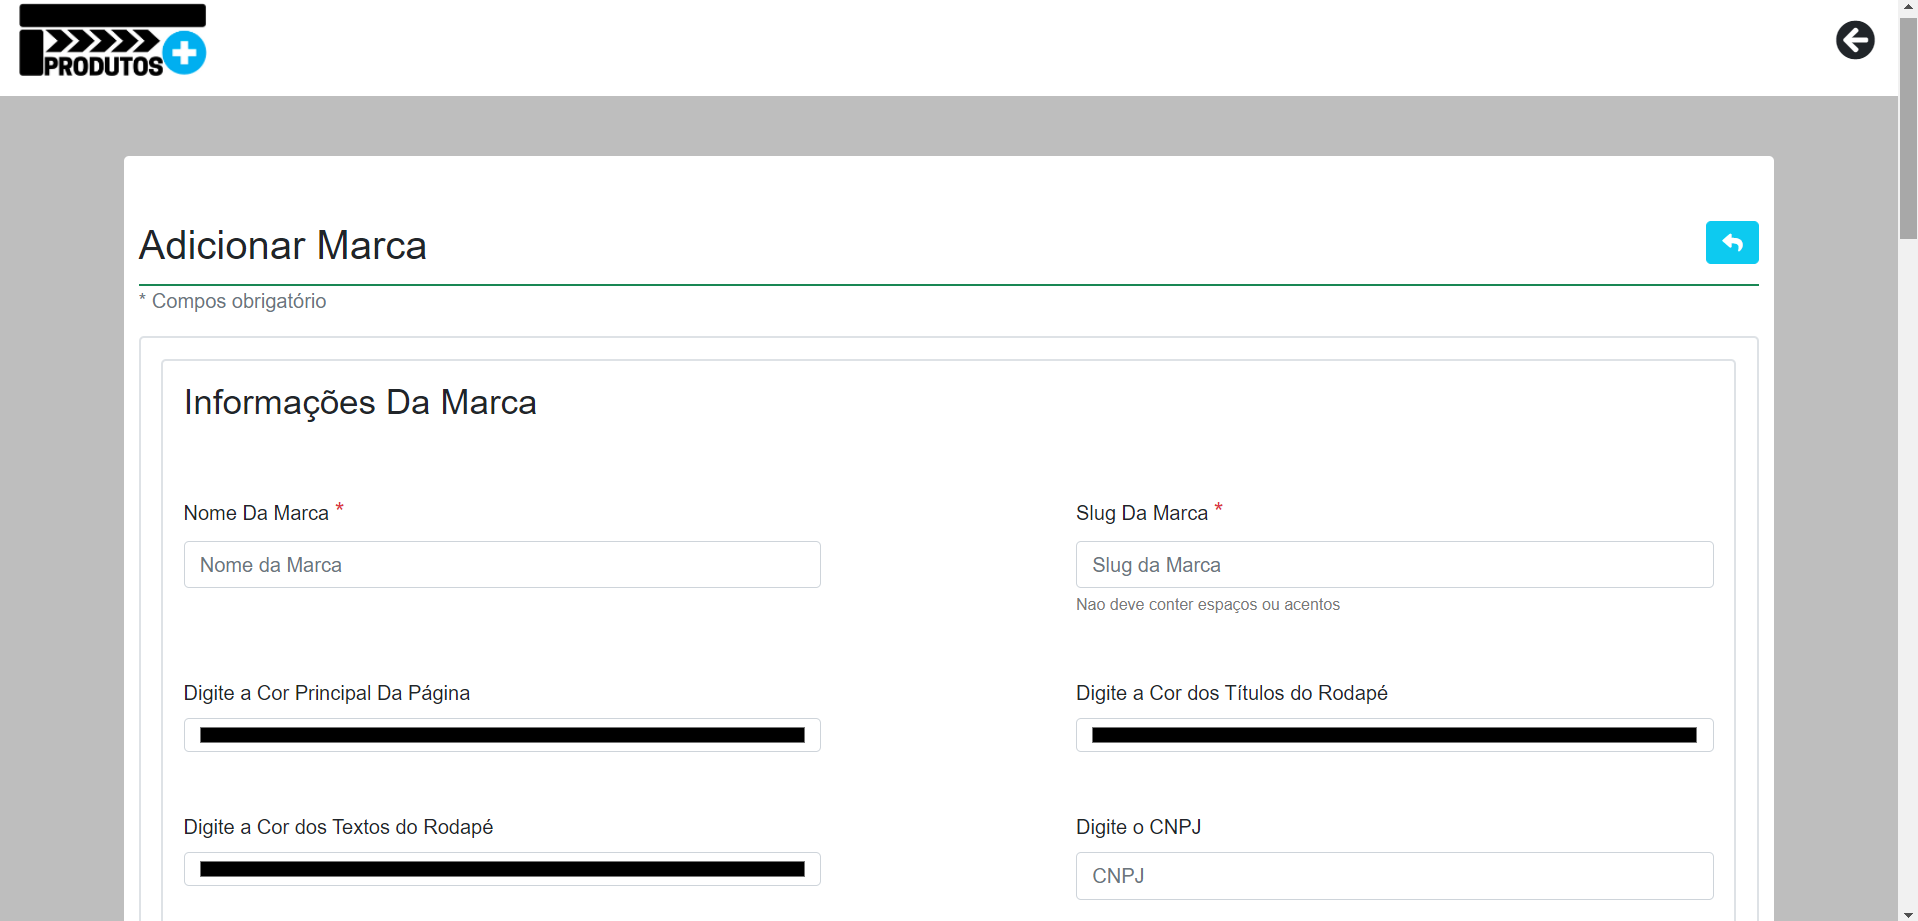 PRODUTOS
Adicionar Marca
* Compos obrigatório
Informações Da Marca
Nome Da Marca *
Slug Da Marca *
Nome da Marca
Slug da Marca
Nao deve conter espaços ou acentos
Digite a Cor Principal Da Página
Digite a Cor dos Títulos do Rodapé
Digite a Cor dos Textos do Rodapé
Digite o CNPJ
CNPJ